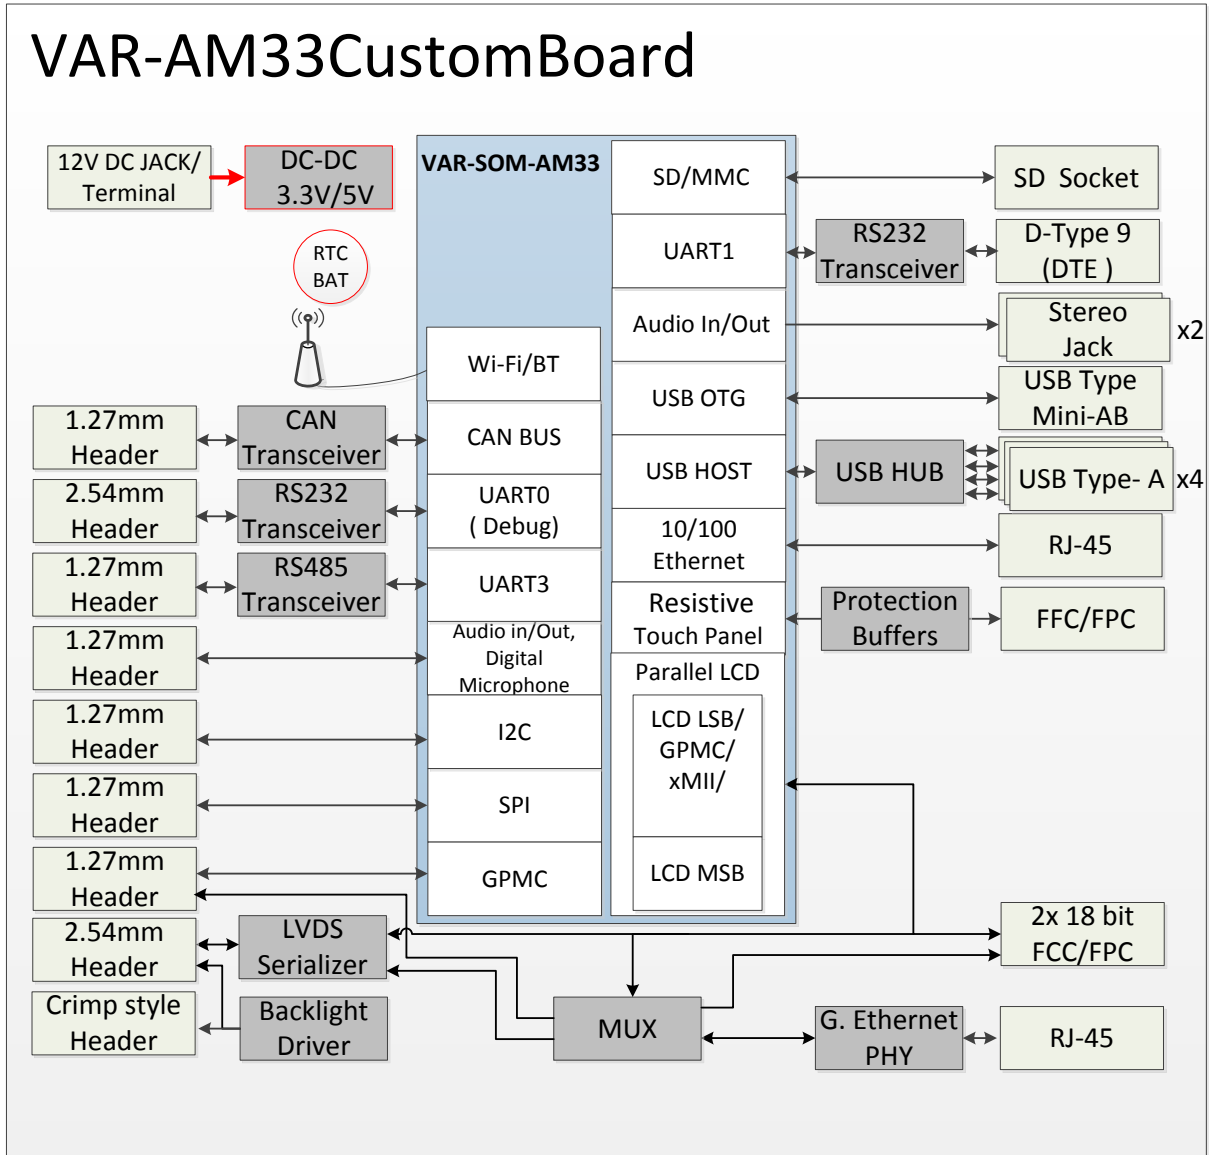 VAR-AM33CustomBoard
12V DC JACK/
Terminal
DC-DC
3.3V/5V
RTC
BAT
VAR-SOM-AM33
SD/MMC
SD Socket
UART1
RS232
Transceiver
D-Type 9
(DTE )
Audio In/Out
Stereo
Jack
x2
Wi-Fi/BT
USB OTG
USB Type
Mini-AB
1.27mm
Header
CAN
Transceiver
CAN BUS
USB HOST
USB HUB
USB Type- A
x4
2.54mm
Header
RS232
Transceiver
UART0
( Debug)
10/100
Ethernet
RJ-45
1.27mm
Header
RS485
Transceiver
UART3
Resistive
Touch Panel
Protection
Buffers
FFC/FPC
1.27mm
Header
Audio in/Out,
Digital
Microphone
Parallel LCD
1.27mm
Header
I2C
LCD LSB/
GPMC/
xMII/
1.27mm
Header
SPI
1.27mm
Header
GPMC
LCD MSB
2.54mm
Header
LVDS
Serializer
2x 18 bit
FCC/FPC
Crimp style
Header
Backlight
Driver
MUX
G. Ethernet
PHY
RJ-45